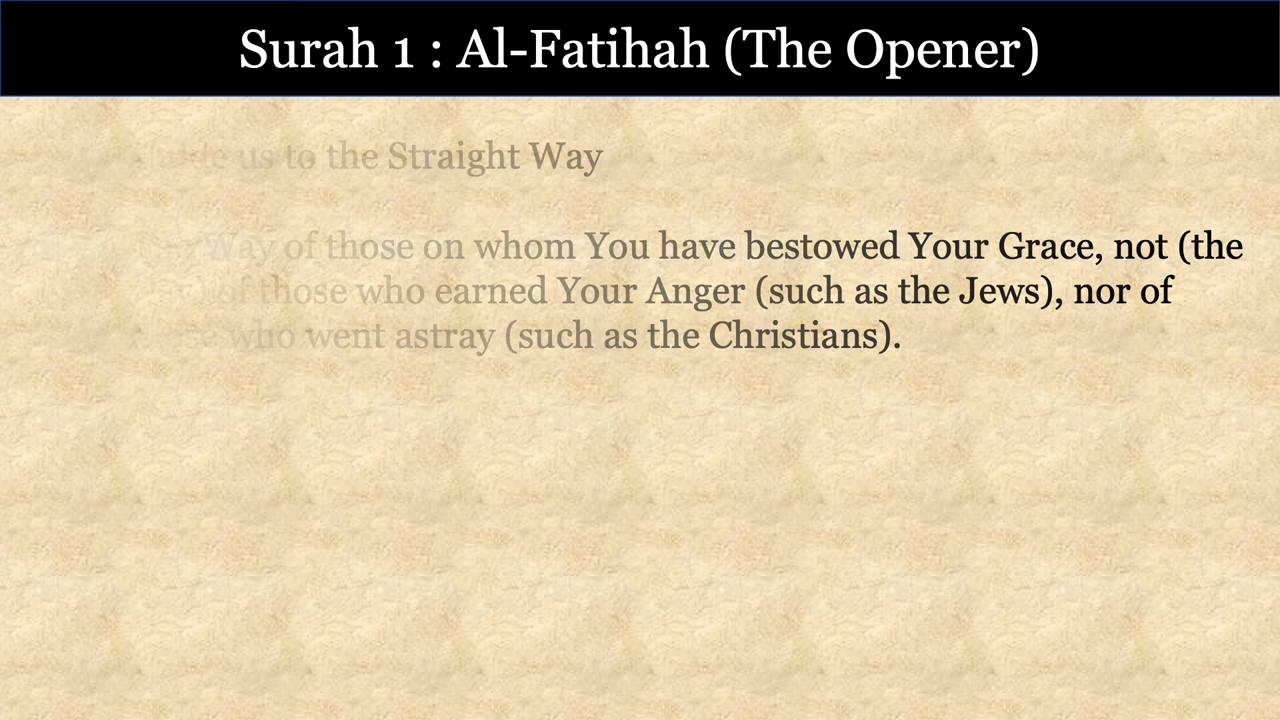 Surah 1 : Al-Fatihah (The Opener)
us to the Straight Way
Way of those on whom You have bestowed Your Grace, not (the
of those who earned Your Anger (such as the Jews), nor of
who went astray (such as the Christians).